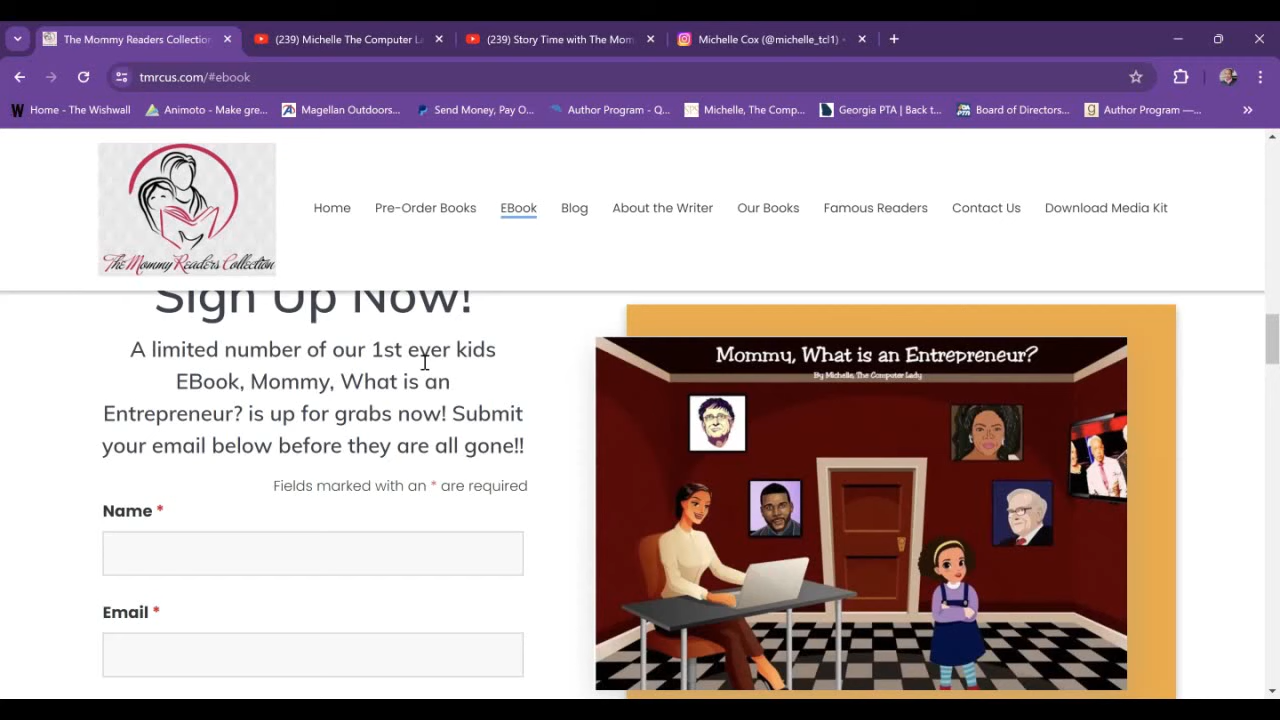 The Mommy Readers Collection
(239) Michelle The Computer La
(239) Story Time with The Mom
Michelle Cox (@michelle_tcl1) •
tmrcus.com/#ebook
Home - The Wishwall
Animoto - Make gre...
Magellan Outdoors...
Send Money, Pay O...
Author Program - Q...
Michelle, The Comp...
Georgia PTA | Back t...
Board of Directors...
Author Program —...
The Mommy Readers Collection
Home
Pre-Order Books
EBook
Blog
About the Writer
Our Books
Famous Readers
Contact Us
Download Media Kit
Sign Up Now!
A limited number of our 1st ever kids
EBook, Mommy, What is an
Entrepreneur? is up for grabs now! Submit
your email below before they are all gone!!
Fields marked with an * are required
Name *
Email *
Mommy, What is an Entrepreneur?
By Michelle, The Computer Lady